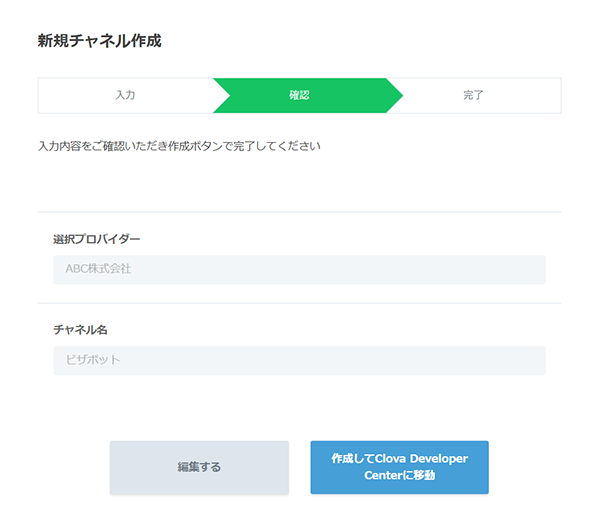 新規チャネル作成
入力
確認
完了
入力内容をご確認いただき作成ボタンで完了してください
選択プロバイダー
ABC株式会社
チャネル名
ピザボット
編集する
作成してClova Developer
Centerに移動